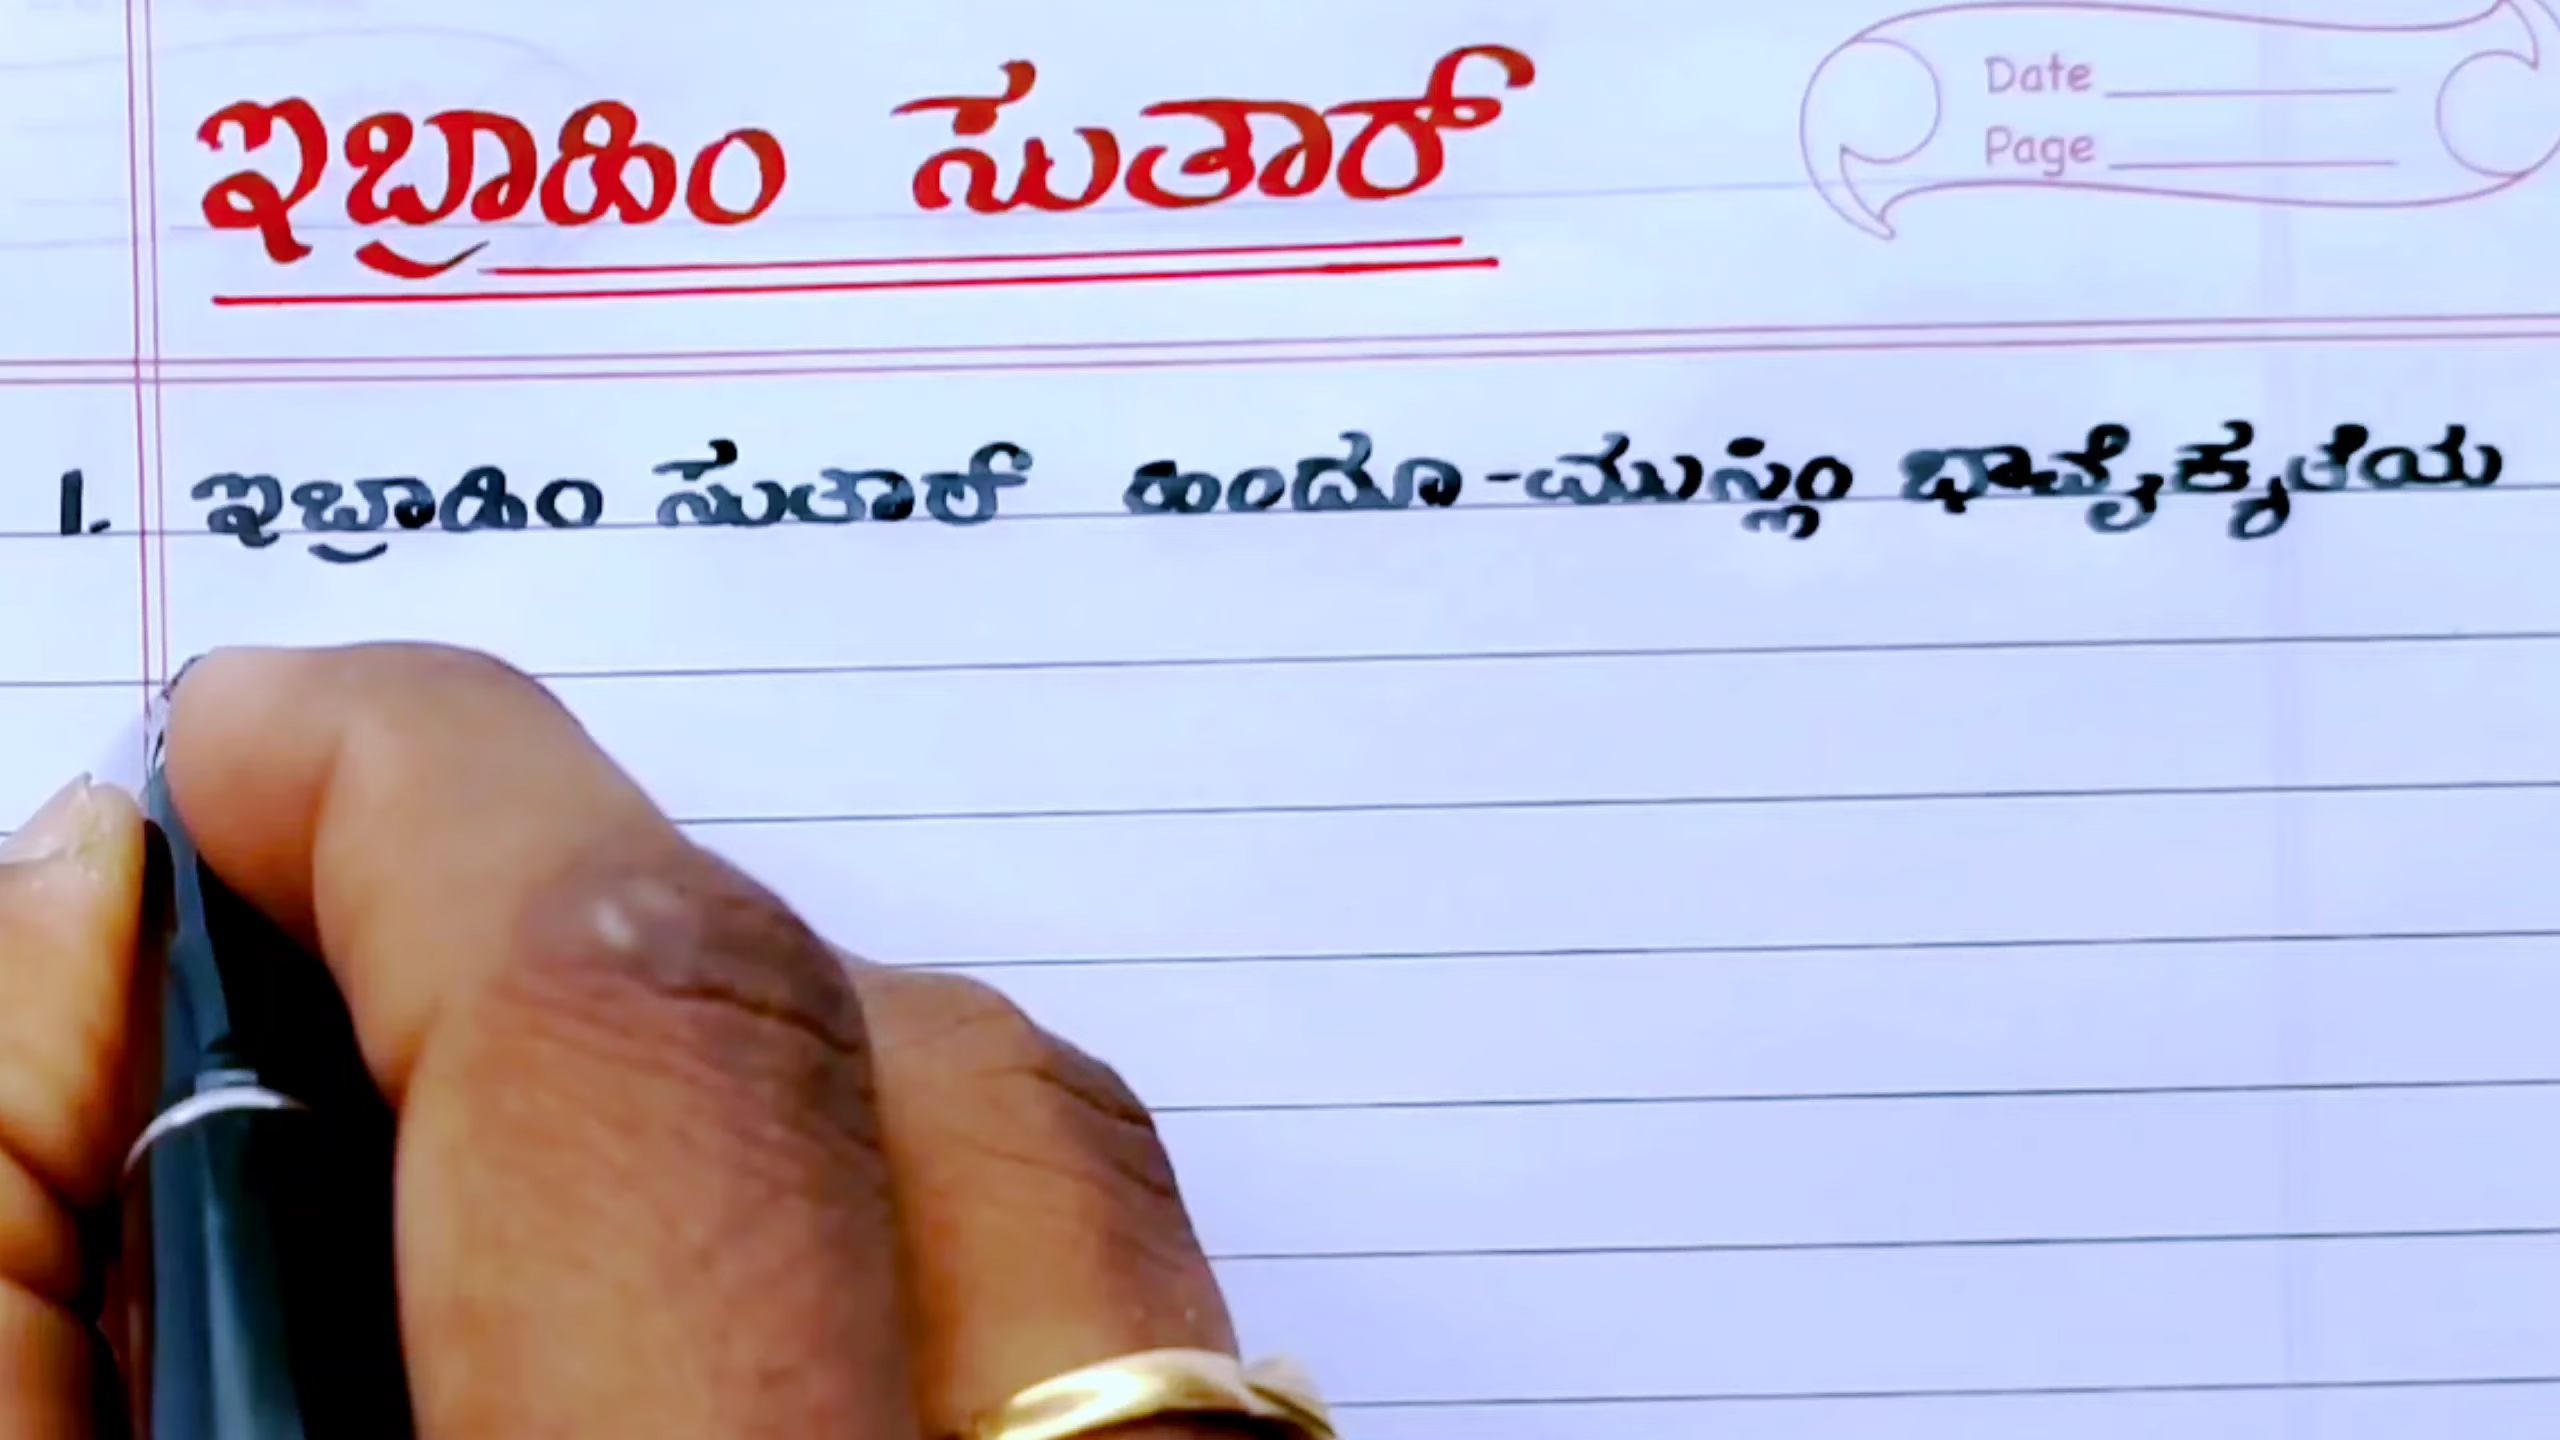 ಇಬ್ರಾಹಿಂ ಸುತಾರ್
Date
Page
1. ಇಬ್ರಾಹಿಂ ಸುತಾರ್ ಹಿಂದೂ-ಮುಸ್ಲಿಂ ಭಾವೈಕ್ಯತೆಯ